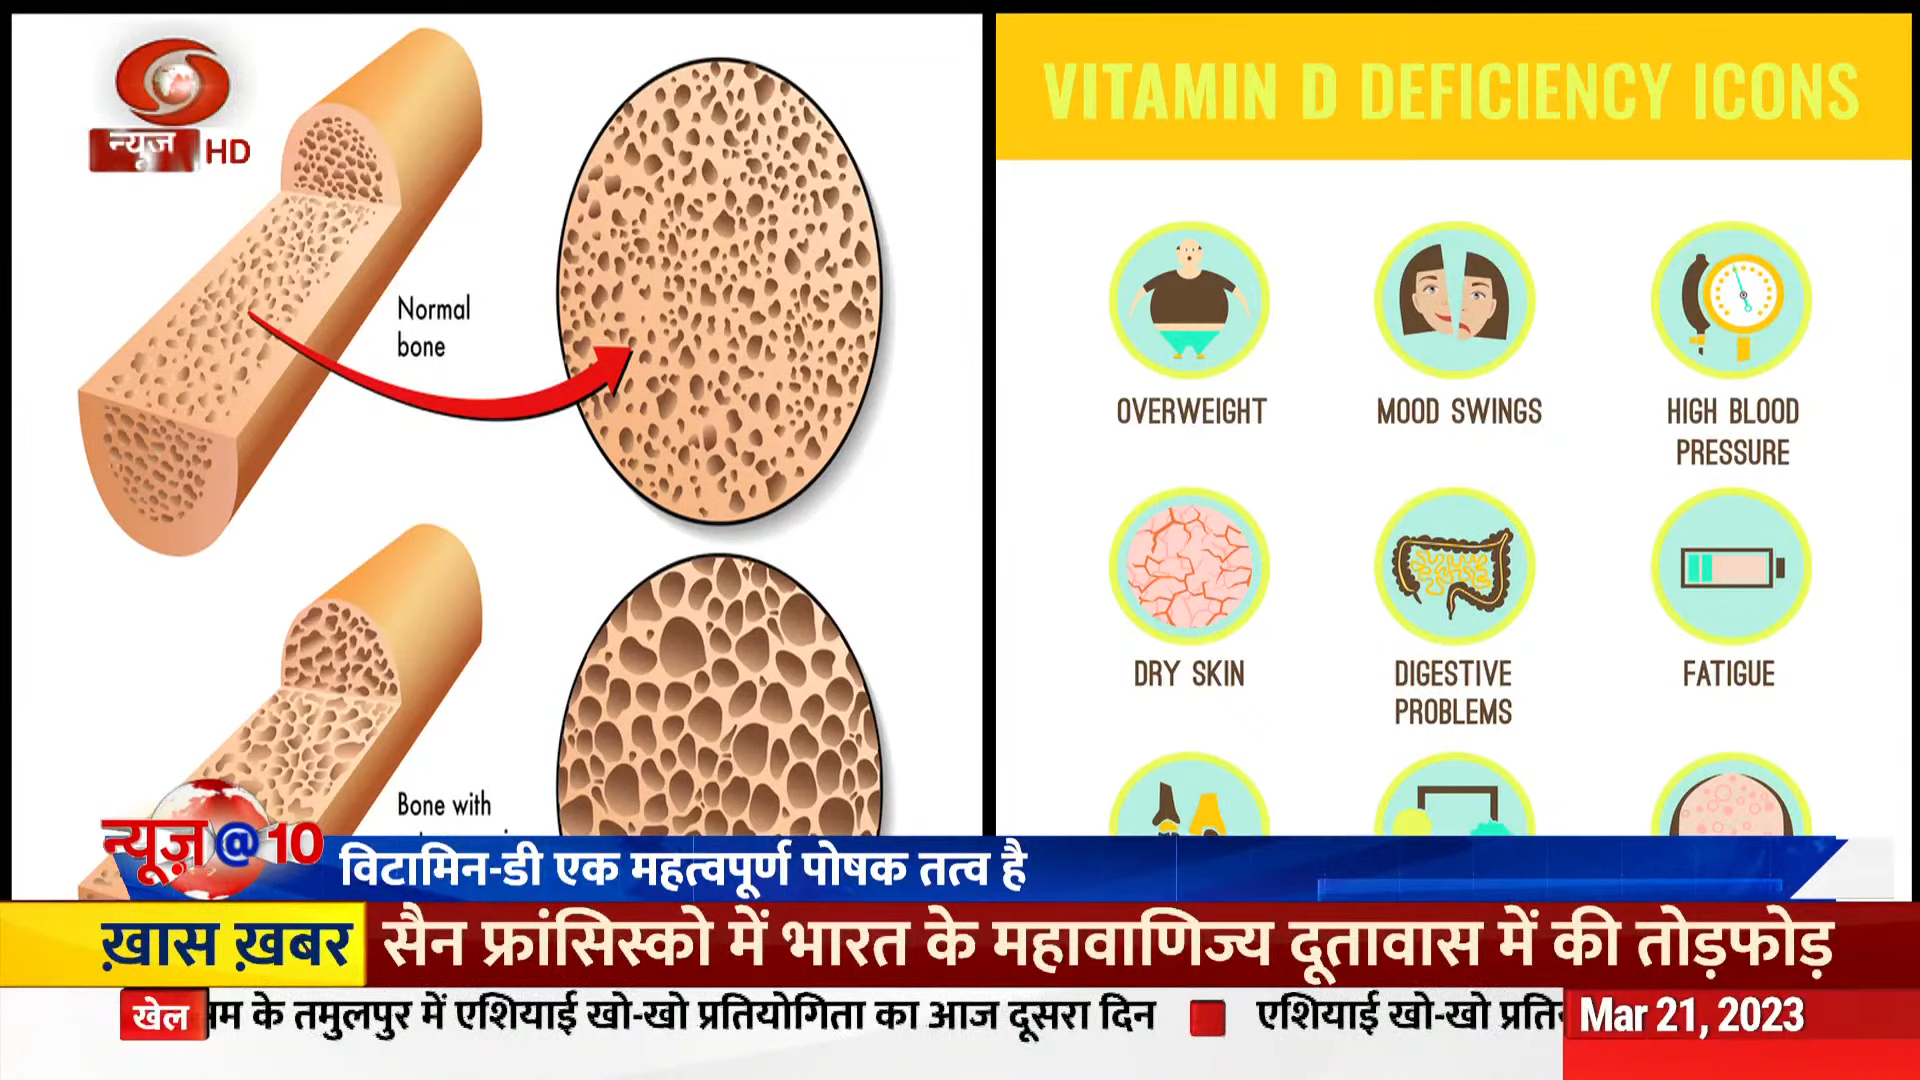 न्यूज़
HD
Normal
bone
Bone with
VITAMIN D DEFICIENCY ICONS
OVERWEIGHT
MOOD SWINGS
HIGH BLOOD
PRESSURE
DRY SKIN
DIGESTIVE
PROBLEMS
FATIGUE
न्यूज़@10
विटामिन-डी एक महत्वपूर्ण पोषक तत्व है
ख़ास ख़बर
सैन फ्रांसिस्को में भारत के महावाणिज्य दूतावास में की तोड़फोड़
खेल
के तमुलपुर में एशियाई खो-खो प्रतियोगिता का आज दूसरा दिन
एशियाई खो-खो
Mar 21, 2023